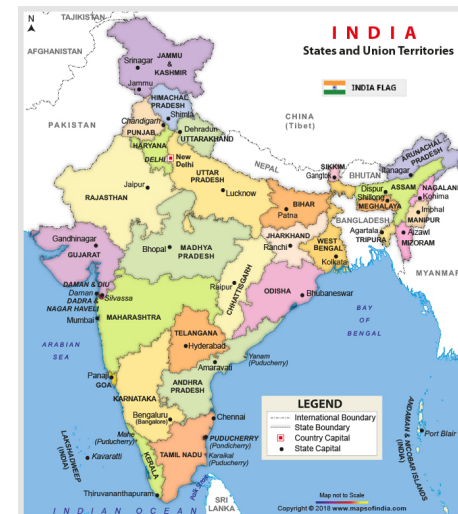 TAJIKISTAN
N
INDIA
States and Union Territories
AFGHANISTAN
JAMMU
&
KASHMIR
Srinagar
Jammu
INDIA FLAG
HIMACHAL
PRADESH
Shimla
PAKISTAN
Chandigarh
PUNJAB
Dehradun
UTTARAKHAND
CHINA
(Tibet)
HARYANA
DELHI
New
Delhi
ARUNACHAL
PRADESH
NEPAL
SIKKIM
Gangtok
BHUTAN
Itanagar
UTTAR
PRADESH
Jaipur
RAJASTHAN
Lucknow
Dispur
ASSAM
NAGALAND
Shillong
Kohima
MEGHALAYA
BIHAR
Patna
Imphal
MANIPUR
BANGLADESH
Agartala
Aizawl
TRIPURA
MIZORAM
Gandhinagar
GUJARAT
Bhopal
MADHYA
PRADESH
JHARKHAND
Ranchi
WEST
BENGAL
Kolkata
MYANMAR
DAMAN & DIU
Daman
DADRA &
NAGAR HAVELI
Silvassa
Raipur
CHHATTISGARH
ODISHA
Bhubaneswar
Mumbai
MAHARASHTRA
BAY
OF
BENGAL
ARABIAN
SEA
TELANGANA
Hyderabad
Yanam
(Puducherry)
Amaravati
Panaji
GOA
KARNATAKA
ANDHRA
PRADESH
Bengaluru
(Bangalore)
Chennai
LEGEND
International Boundary
State Boundary
Country Capital
State Capital
ANDAMAN & NICOBAR ISLANDS
(INDIA)
Port Blair
LAKSHADWEEP
(INDIA)
Kavaratti
Mahe
(Puducherry)
PUDUCHERRY
(Pondicherry)
Karaikal
(Puducherry)
KERALA
TAMIL NADU
Thiruvananthapuram
Palk Strait
SRI
LANKA
INDIAN OCEAN
Map not to Scale
Copyright © 2018 www.mapsofindia.com